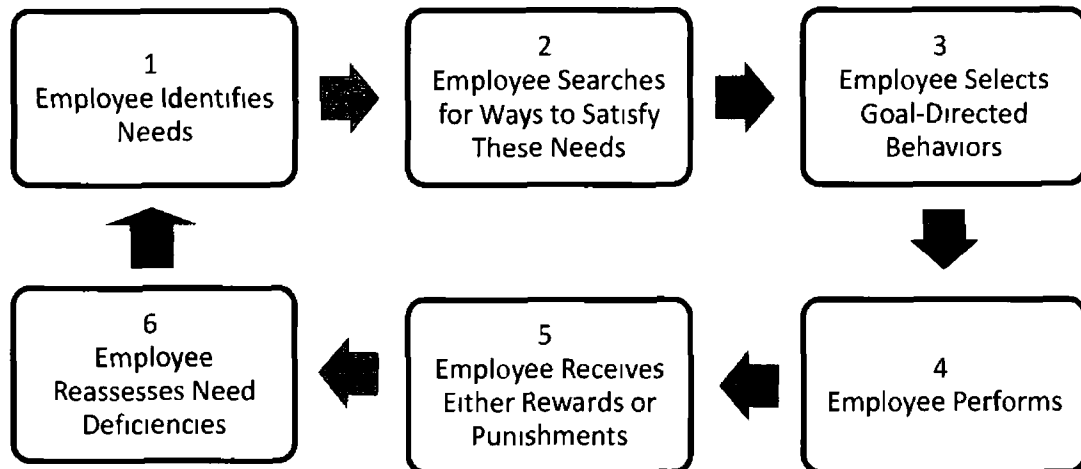 1
Employee Identifies
Needs
2
Employee Searches
for Ways to Satisfy
These Needs
3
Employee Selects
Goal-Directed
Behaviors
4
Employee Performs
5
Employee Receives
Either Rewards or
Punishments
6
Employee
Reassesses Need
Deficiencies